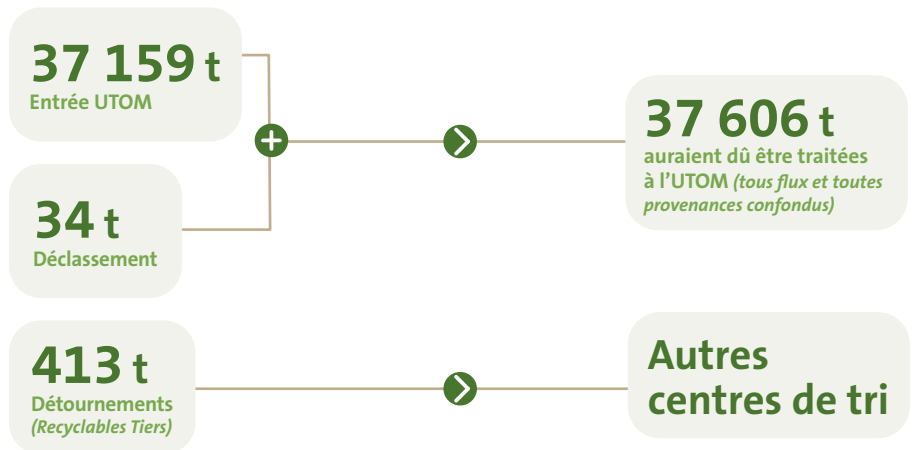 37 159 t
Entrée UTOM
34 t
Déclassement
37 606 t
auraient dû être traitées
à l’UTOM (tous flux et toutes
provenances confondus)
413 t
Détournements
(Recyclables Tiers)
Autres
centres de tri